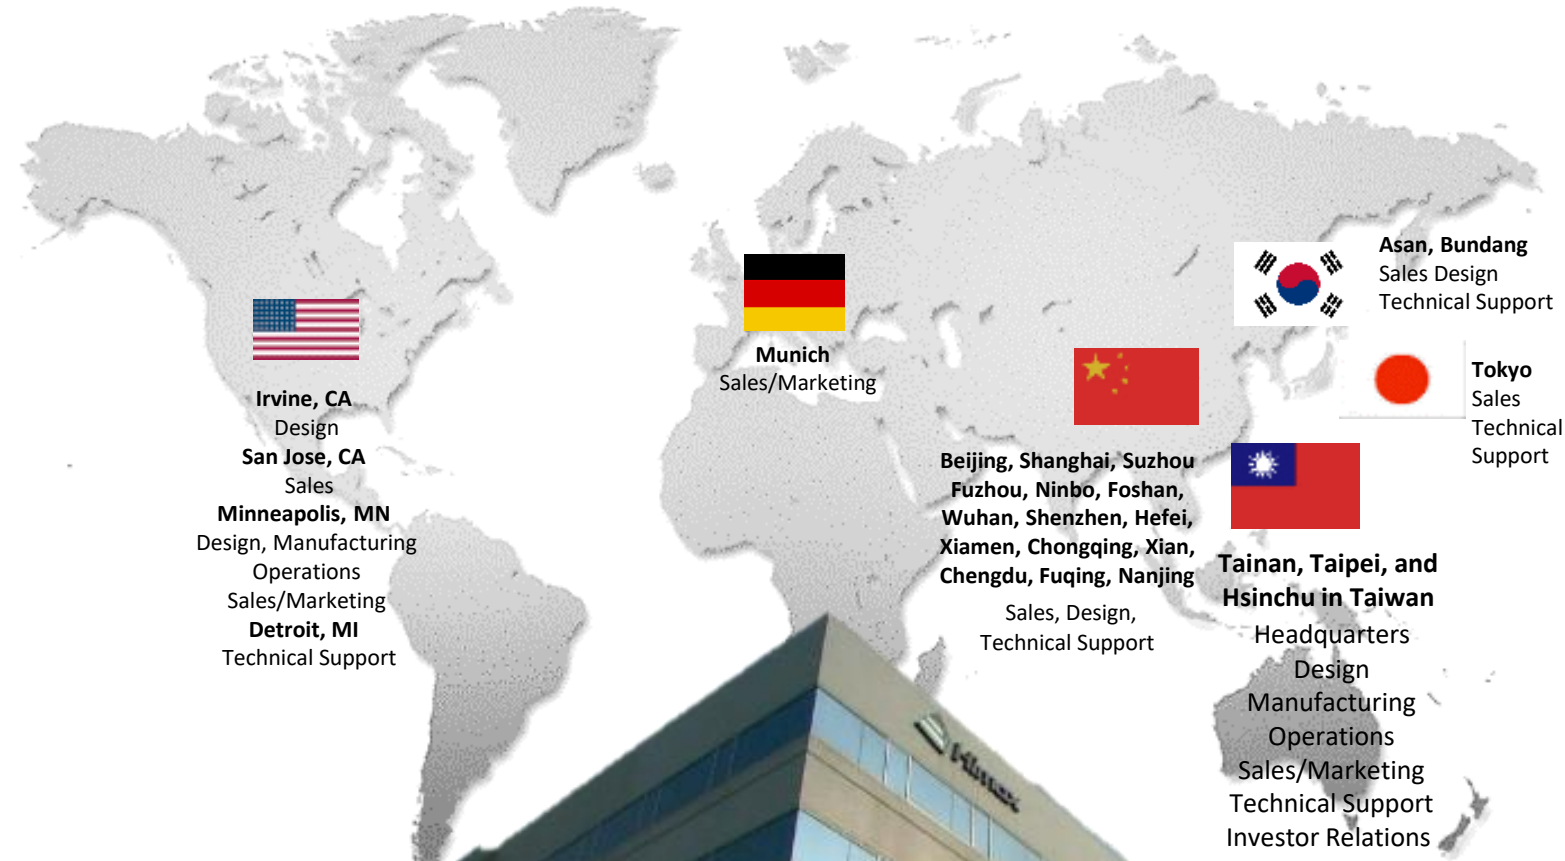 Irvine, CA
Design
San Jose, CA
Sales
Minneapolis, MN
Design, Manufacturing
Operations
Sales/Marketing
Detroit, MI
Technical Support
Munich
Sales/Marketing
Beijing, Shanghai, Suzhou
Fuzhou, Ninbo, Foshan,
Wuhan, Shenzhen, Hefei,
Xiamen, Chongqing, Xian,
Chengdu, Fuqing, Nanjing
Sales, Design,
Technical Support
Asan, Bundang
Sales Design
Technical Support
Tokyo
Sales
Technical
Support
Tainan, Taipei, and
Hsinchu in Taiwan
Headquarters
Design
Manufacturing
Operations
Sales/Marketing
Technical Support
Investor Relations
Himax